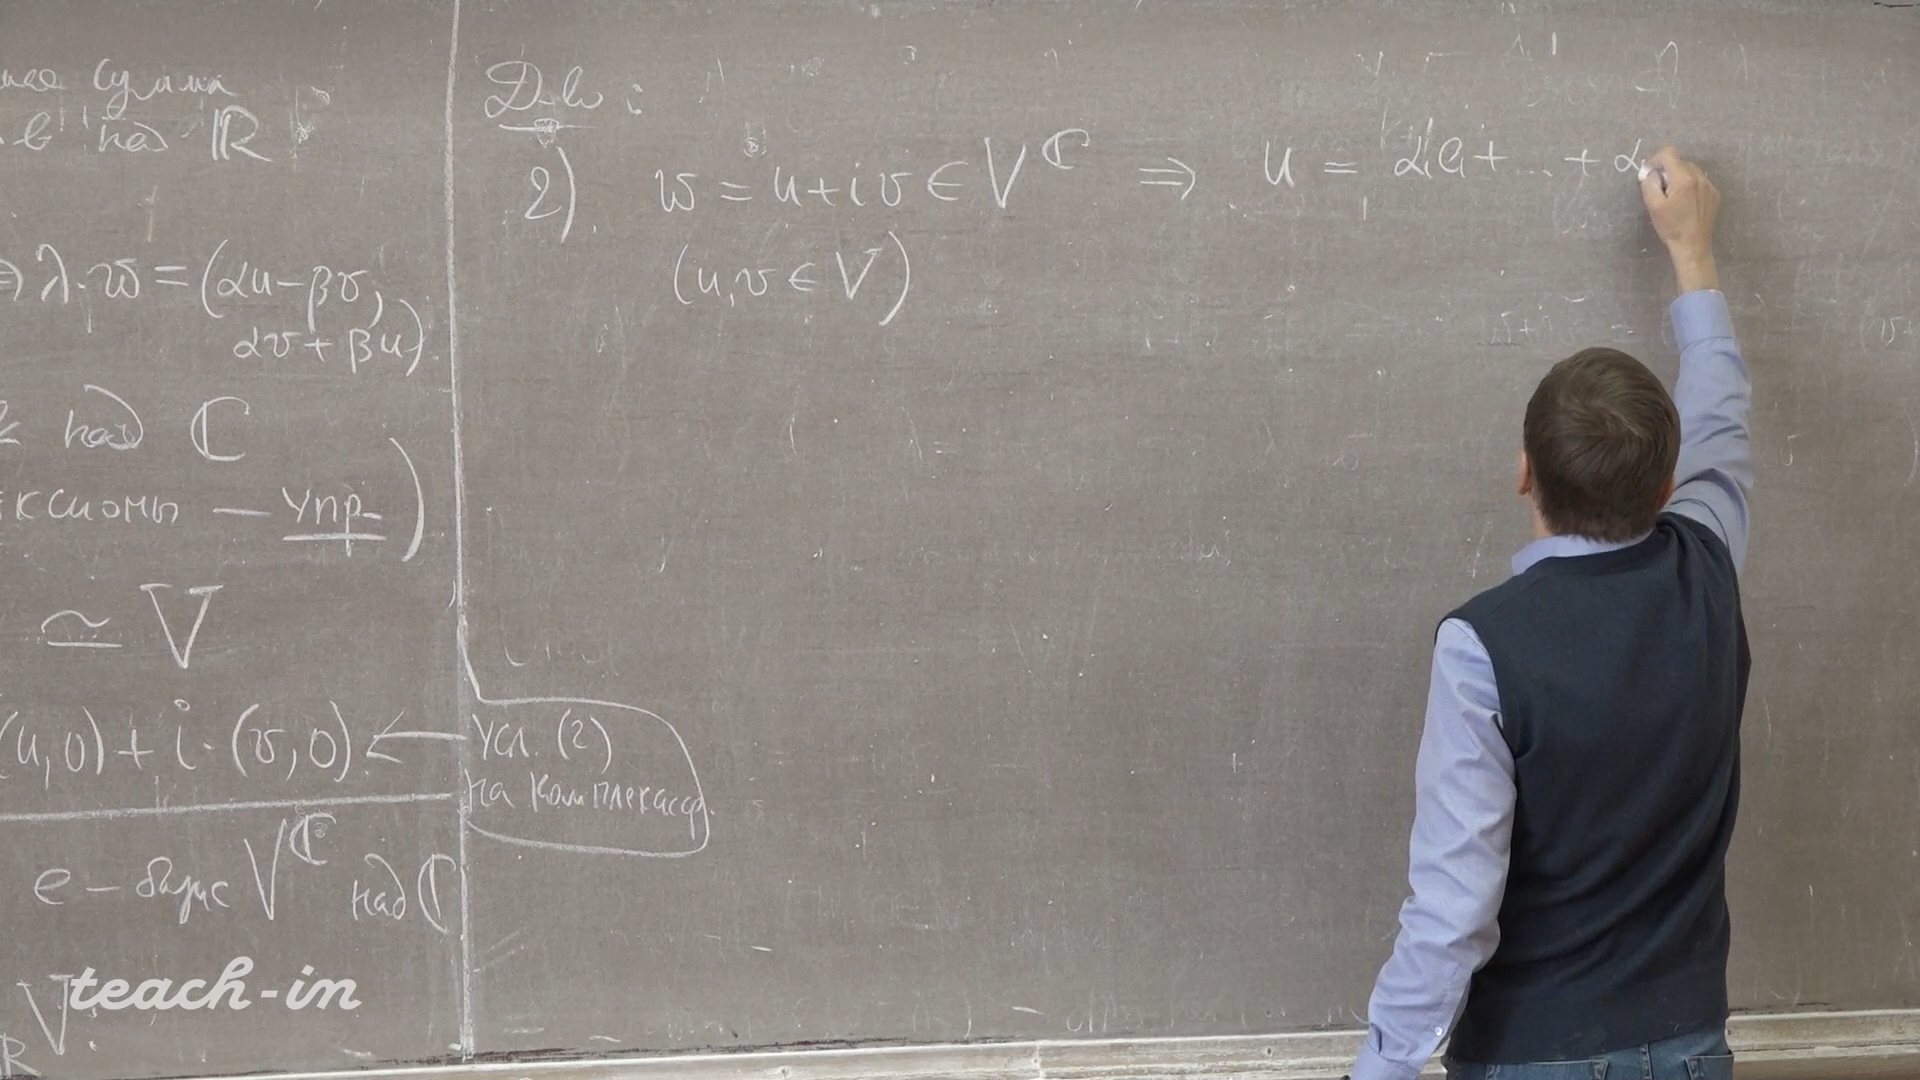 сумма
над ℝ
λ·w = (αu − βv,
αv + βu)
над ℂ
аксиомы — упр.)
≃ V
(u,0) + i·(v,0) ←
e – базис V^ℂ над ℂ
V
ℝ
Д-во:
2) w = u + iv ∈ V^ℂ ⇒ u = α₁e₁ + ... + α
(u, v ∈ V)
усл. (2)
на комплексиф.
teach-in